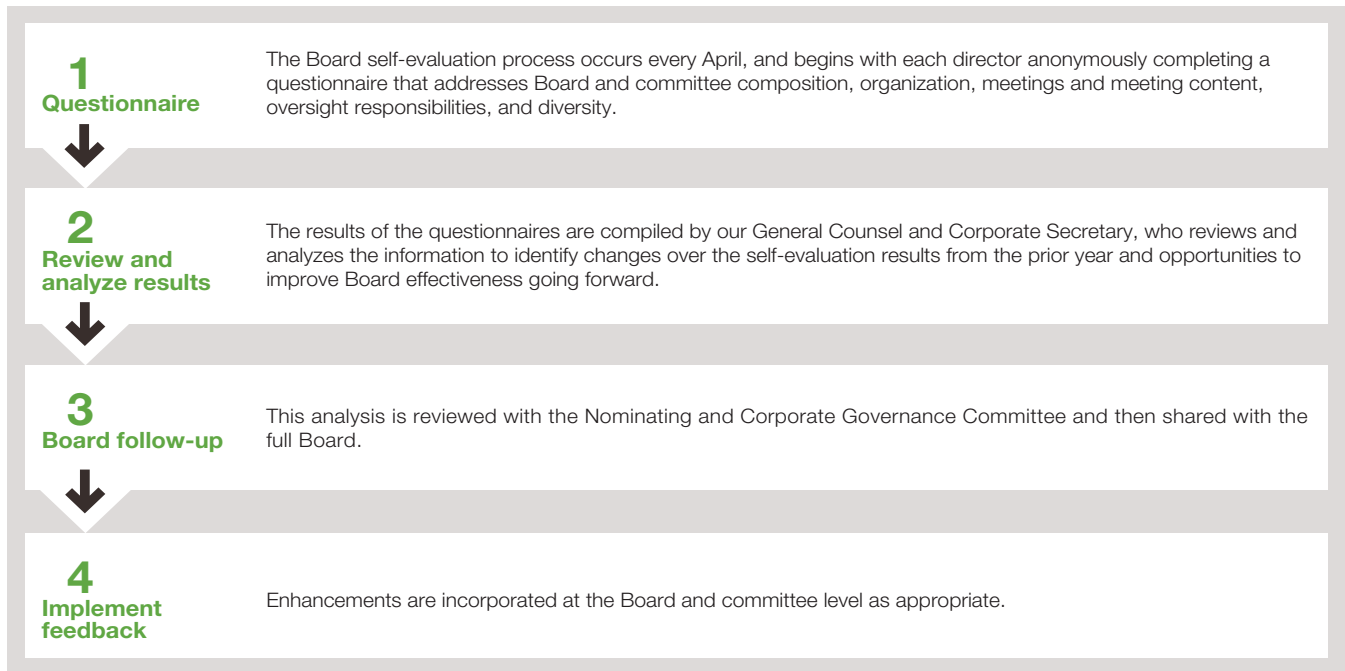 1
Questionnaire
The Board self-evaluation process occurs every April, and begins with each director anonymously completing a
questionnaire that addresses Board and committee composition, organization, meetings and meeting content,
oversight responsibilities, and diversity.
2
Review and
analyze results
The results of the questionnaires are compiled by our General Counsel and Corporate Secretary, who reviews and
analyzes the information to identify changes over the self-evaluation results from the prior year and opportunities to
improve Board effectiveness going forward.
3
Board follow-up
This analysis is reviewed with the Nominating and Corporate Governance Committee and then shared with the
full Board.
4
Implement
feedback
Enhancements are incorporated at the Board and committee level as appropriate.